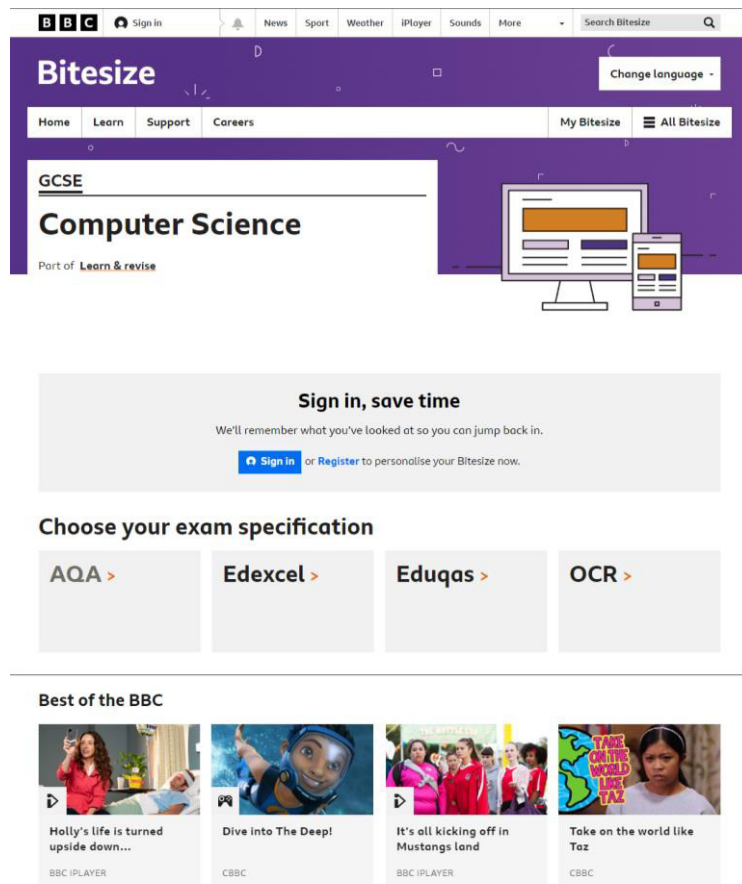 BBC Sign in News Sport Weather iPlayer Sounds More Search Bitesize
Bitesize
Change language
Home Learn Support Careers My Bitesize All Bitesize
GCSE
Computer Science
Part of Learn & revise
Sign in, save time
We'll remember what you've looked at so you can jump back in.
Sign in or Register to personalise your Bitesize now.
Choose your exam specification
AQA > Edexcel > Eduqas > OCR >
Best of the BBC
TAKE ON THE WORLD LIKE TAZ
Holly's life is turned
upside down...
BBC IPLAYER
Dive into The Deep!
CBBC
It's all kicking off in
Mustangs land
BBC IPLAYER
Take on the world like
Taz
CBBC